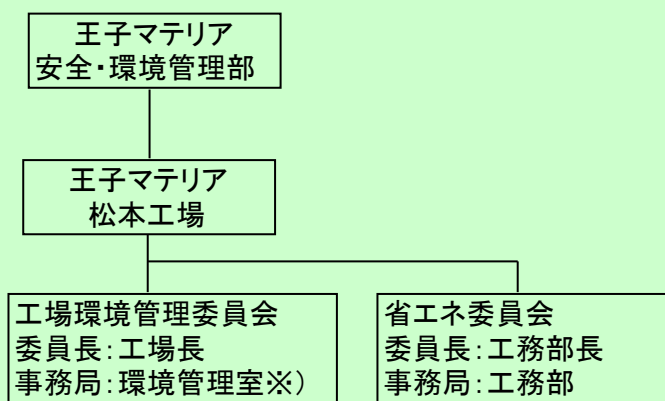 王子マテリア
安全・環境管理部
王子マテリア
松本工場
工場環境管理委員会
委員長：工場長
事務局：環境管理室※）
省エネ委員会
委員長：工務部長
事務局：工務部